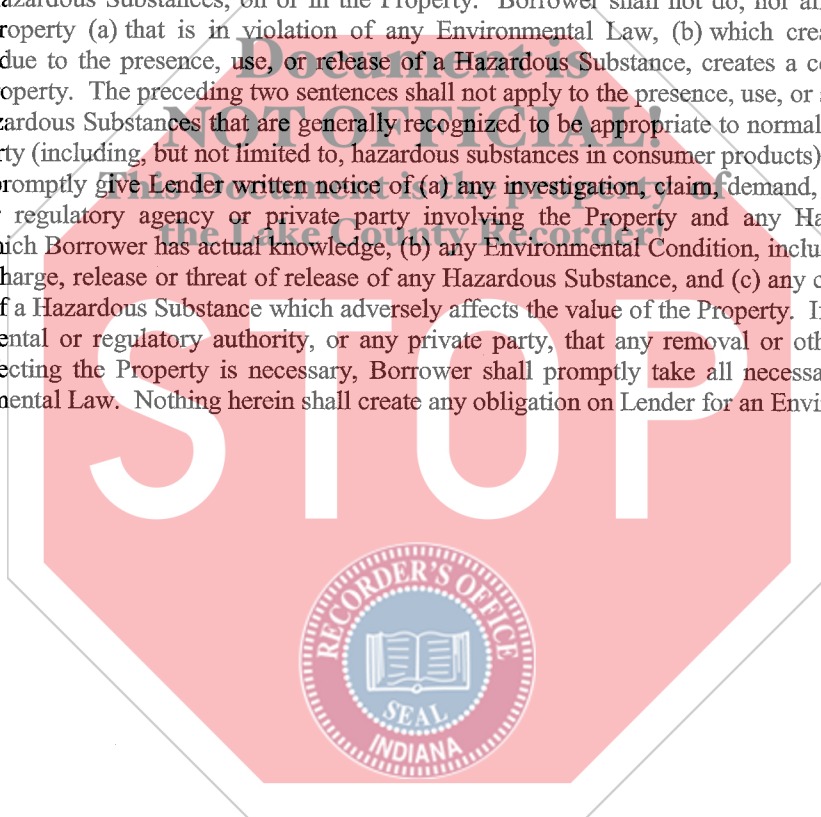 Hazardous Substances, on or in the Property. Borrower shall not do, nor
roperty (a) that is in violation of any Environmental Law, (b) which
due to the presence, use, or release of a Hazardous Substance, creates a
operty. The preceding two sentences shall not apply to the presence, use, or
zardous Substances that are generally recognized to be appropriate to normal
rty (including, but not limited to, hazardous substances in consumer products)
promptly give Lender written notice of (a) any investigation, claim, demand,
regulatory agency or private party involving the Property and any Ha
hich Borrower has actual knowledge, (b) any Environmental Condition, inclu
harge, release or threat of release of any Hazardous Substance, and (c) any
f a Hazardous Substance which adversely affects the value of the Property. I
ental or regulatory authority, or any private party, that any removal or oth
ecting the Property is necessary, Borrower shall promptly take all necessa
mental Law. Nothing herein shall create any obligation on Lender for an Envi
Document is
NOT OFFICIAL!
This Document is the property of
the Lake County Recorder!
STOP
RECORDER'S OFFICE
SEAL
INDIANA